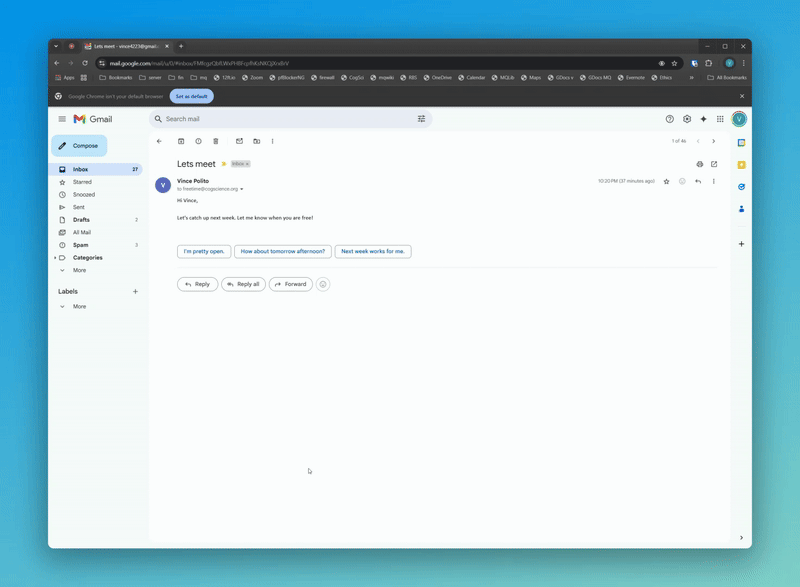 Lets meet - vince4223@gmail.
mail.google.com/mail/u/0/#inbox/
Apps
Bookmarks
server
fin
mq
12ft.io
Zoom
pfBlockerNG
firewall
CogSci
mqwiki
RBS
OneDrive
Calendar
MQLib
Maps
GDocs v
GDocs MQ
Evernote
Ethics
All Bookmarks
Google Chrome isn't your default browser
Set as default
Gmail
Search mail
V
Compose
1 of 46
Inbox 27
Starred
Snoozed
Sent
Drafts 2
All Mail
Spam 3
Categories
More
Labels
More
Lets meet
Inbox
V
Vince Polito
10:20 PM (37 minutes ago)
to freetime@cogscience.org
Hi Vince,
Let's catch up next week. Let me know when you are free!
I'm pretty open.
How about tomorrow afternoon?
Next week works for me.
Reply
Reply all
Forward